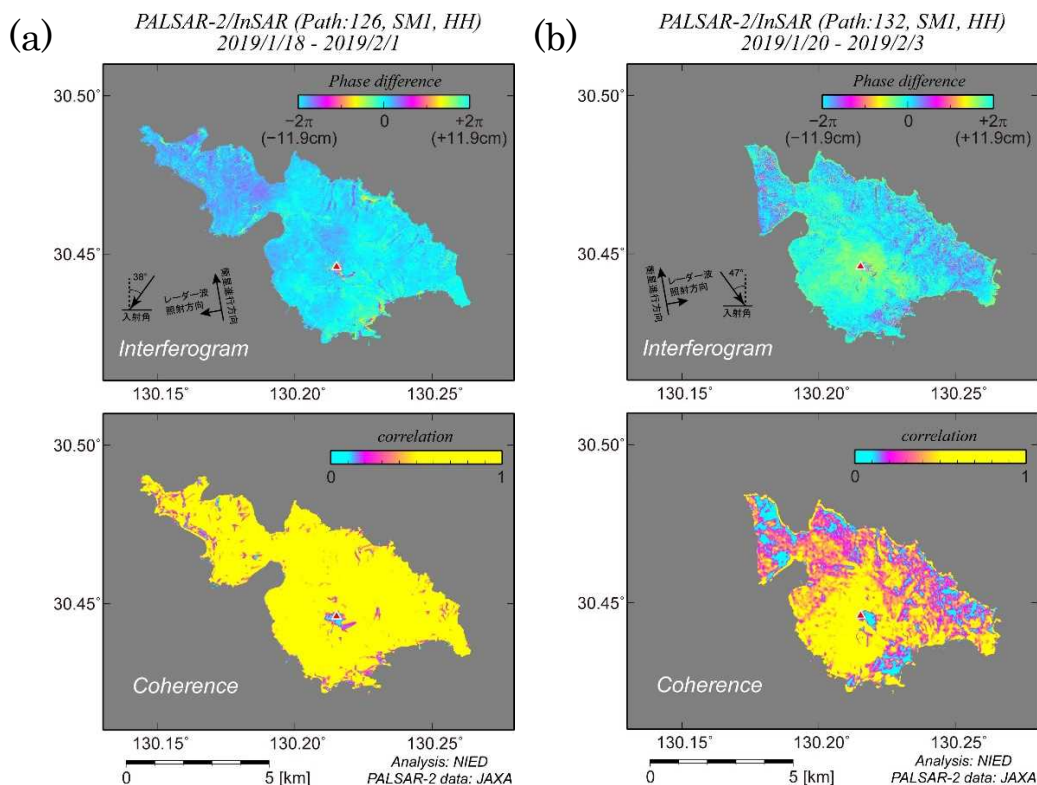 (a)
PALSAR-2/InSAR (Path:126, SM1, HH)
2019/1/18 - 2019/2/1
30.50°
Phase difference
−2π 0 +2π
(−11.9cm) (+11.9cm)
30.45°
38°
入射角
レーダー波
照射方向
衛星進行方向
Interferogram
130.15° 130.20° 130.25°
30.50°
correlation
0 1
30.45°
Coherence
130.15° 130.20° 130.25°
0 5 [km]
Analysis: NIED
PALSAR-2 data: JAXA
(b)
PALSAR-2/InSAR (Path:132, SM1, HH)
2019/1/20 - 2019/2/3
30.50°
Phase difference
−2π 0 +2π
(−11.9cm) (+11.9cm)
30.45°
衛星進行方向
レーダー波
照射方向
47°
入射角
Interferogram
130.15° 130.20° 130.25°
30.50°
correlation
0 1
30.45°
Coherence
130.15° 130.20° 130.25°
0 5 [km]
Analysis: NIED
PALSAR-2 data: JAXA